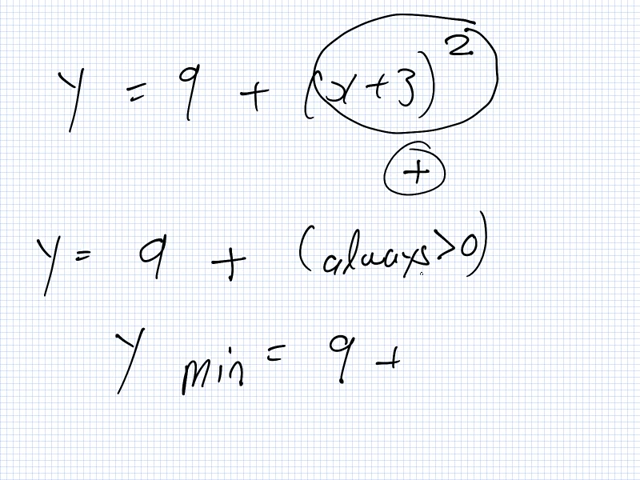 y = 9 + (x+3)²
+
y = 9 + (always>0)
y min = 9 +